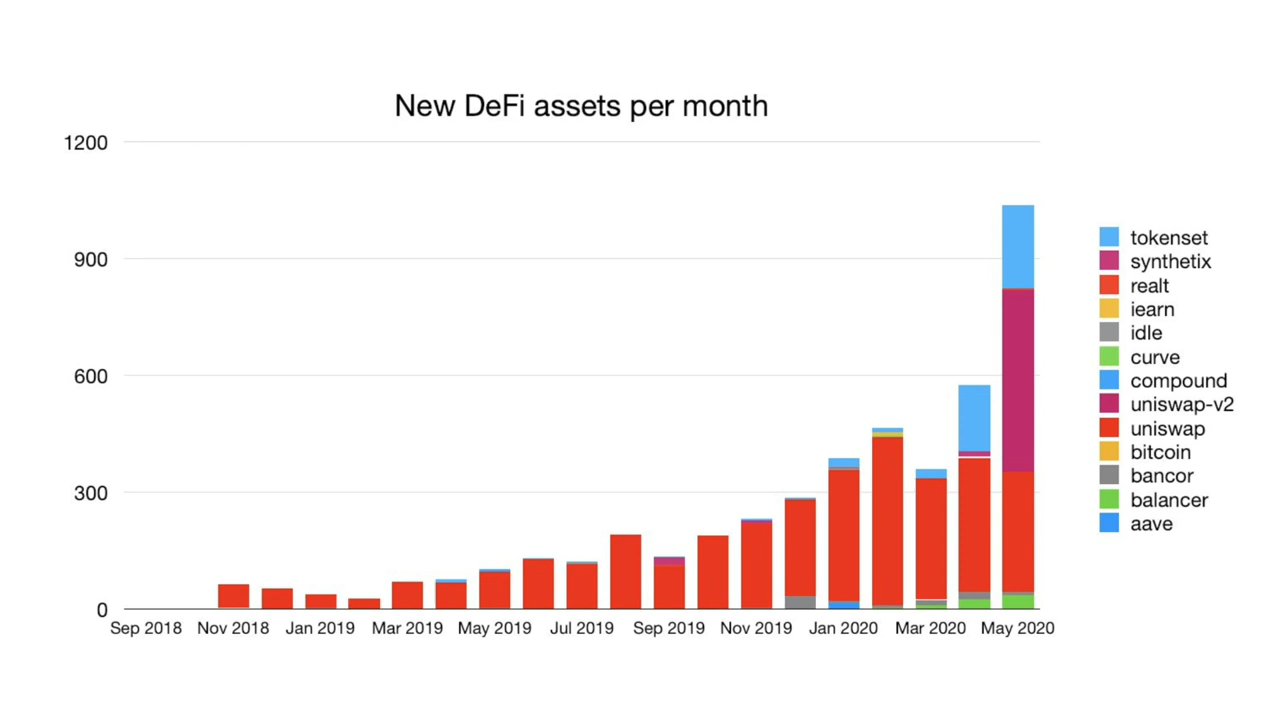 New DeFi assets per month
1200
900
600
300
0
Sep 2018 Nov 2018 Jan 2019 Mar 2019 May 2019 Jul 2019 Sep 2019 Nov 2019 Jan 2020 Mar 2020 May 2020
tokenset
synthetix
realt
iearn
idle
curve
compound
uniswap-v2
uniswap
bitcoin
bancor
balancer
aave